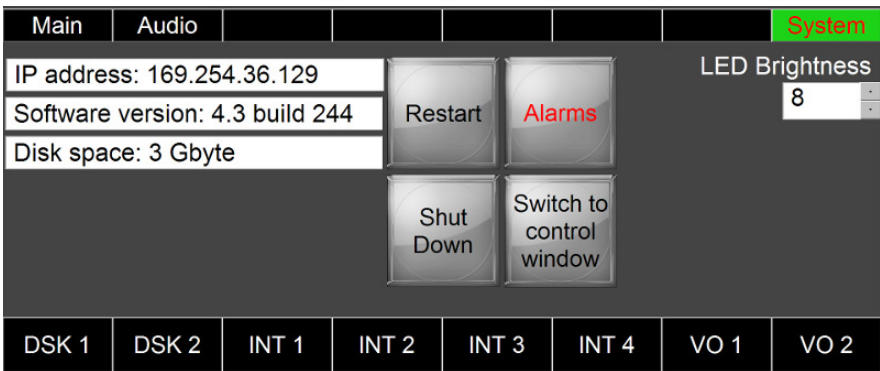 Main Audio System
IP address: 169.254.36.129
Software version: 4.3 build 244
Disk space: 3 Gbyte
Restart
Alarms
LED Brightness
8
Shut
Down
Switch to
control
window
DSK 1 DSK 2 INT 1 INT 2 INT 3 INT 4 VO 1 VO 2